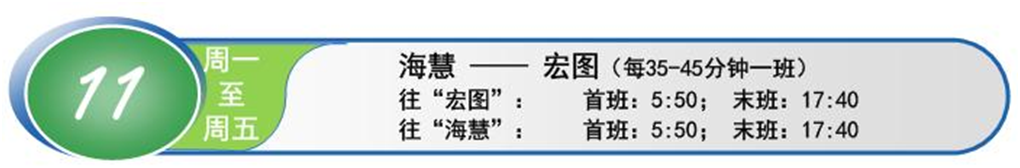 11
周一
至
周五
海慧 —— 宏图（每35-45分钟一班）
往“宏图”： 首班：5:50； 末班：17:40
往“海慧”： 首班：5:50； 末班：17:40